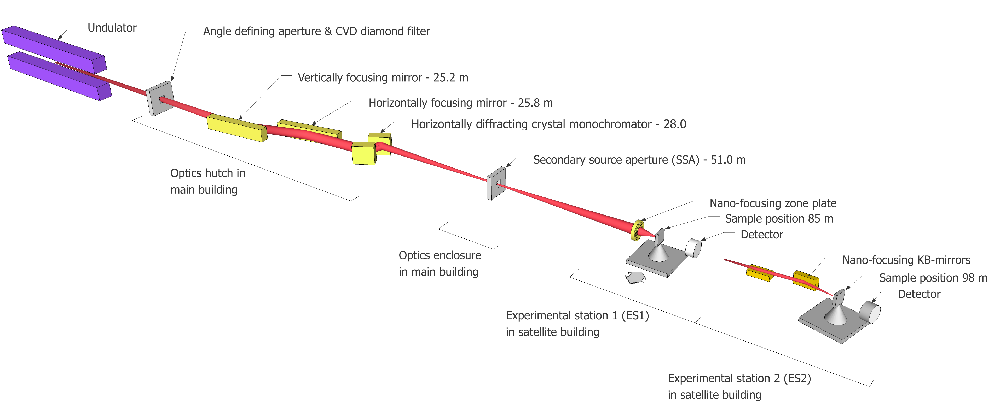 Undulator
Angle defining aperture & CVD diamond filter
Vertically focusing mirror - 25.2 m
Horizontally focusing mirror - 25.8 m
Horizontally diffracting crystal monochromator - 28.0
Secondary source aperture (SSA) - 51.0 m
Optics hutch in
main building
Nano-focusing zone plate
Sample position 85 m
Detector
Optics enclosure
in main building
Nano-focusing KB-mirrors
Sample position 98 m
Detector
Experimental station 1 (ES1)
in satellite building
Experimental station 2 (ES2)
in satellite building